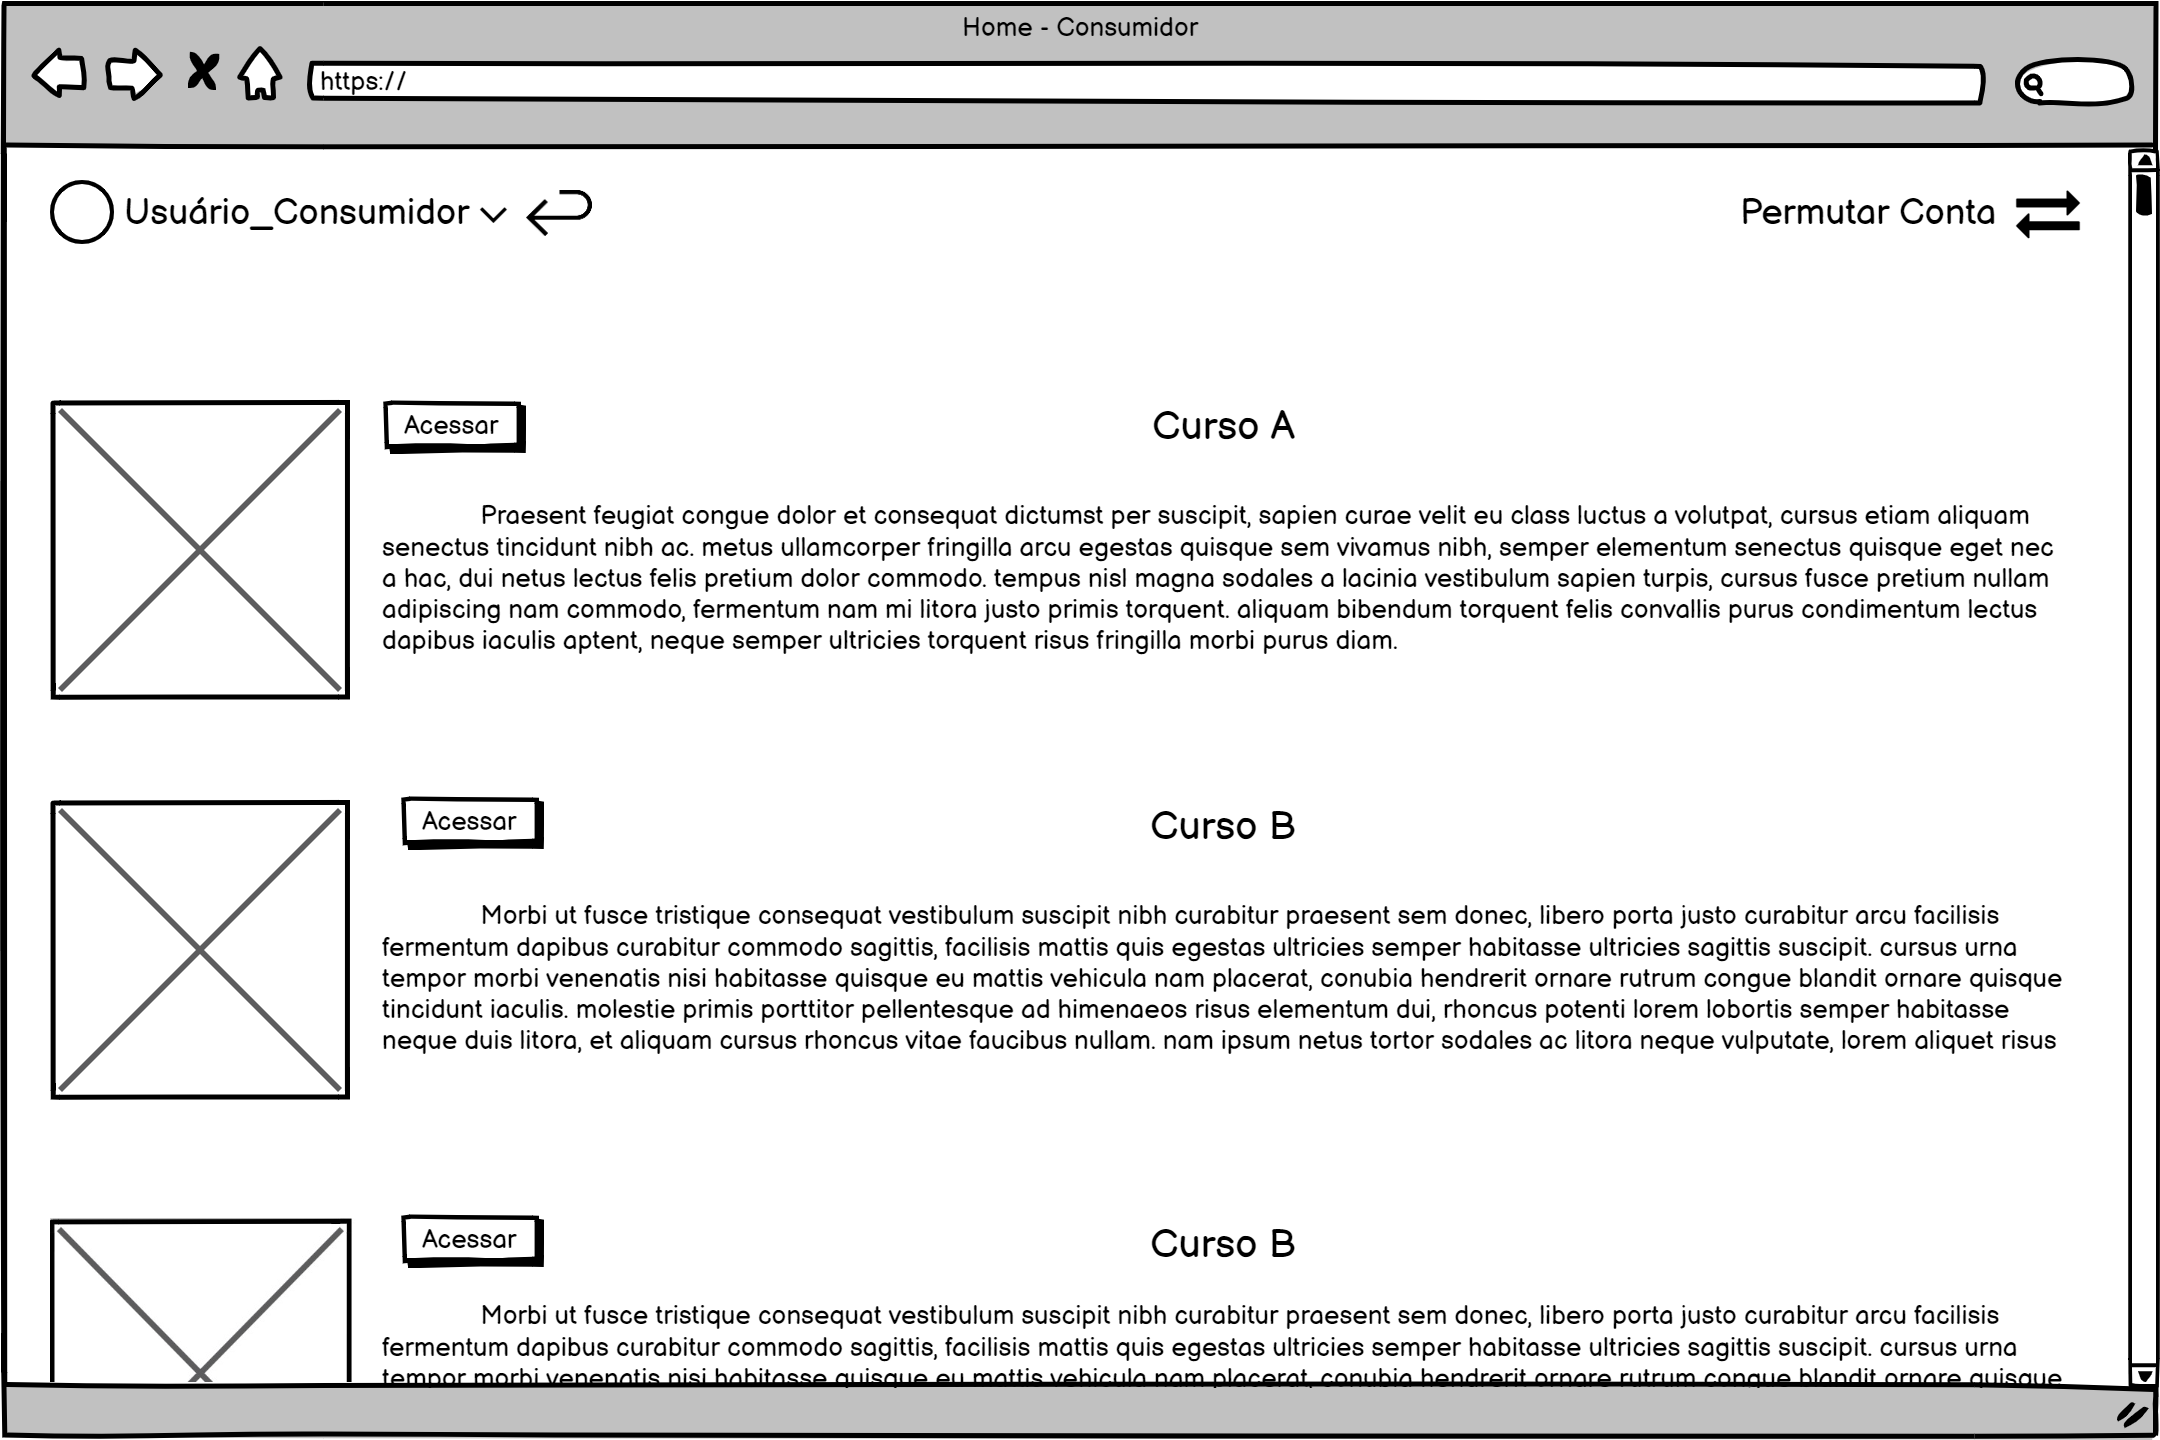 Home - Consumidor
https://
Usuário_Consumidor
Permutar Conta
Acessar
Curso A
Praesent feugiat congue dolor et consequat dictumst per suscipit, sapien curae velit eu class luctus a volutpat, cursus etiam aliquam
senectus tincidunt nibh ac. metus ullamcorper fringilla arcu egestas quisque sem vivamus nibh, semper elementum senectus quisque eget nec
a hac, dui netus lectus felis pretium dolor commodo. tempus nisl magna sodales a lacinia vestibulum sapien turpis, cursus fusce pretium nullam
adipiscing nam commodo, fermentum nam mi litora justo primis torquent. aliquam bibendum torquent felis convallis purus condimentum lectus
dapibus iaculis aptent, neque semper ultricies torquent risus fringilla morbi purus diam.
Acessar
Curso B
Morbi ut fusce tristique consequat vestibulum suscipit nibh curabitur praesent sem donec, libero porta justo curabitur arcu facilisis
fermentum dapibus curabitur commodo sagittis, facilisis mattis quis egestas ultricies semper habitasse ultricies sagittis suscipit. cursus urna
tempor morbi venenatis nisi habitasse quisque eu mattis vehicula nam placerat, conubia hendrerit ornare rutrum congue blandit ornare quisque
tincidunt iaculis. molestie primis porttitor pellentesque ad himenaeos risus elementum dui, rhoncus potenti lorem lobortis semper habitasse
neque duis litora, et aliquam cursus rhoncus vitae faucibus nullam. nam ipsum netus tortor sodales ac litora neque vulputate, lorem aliquet risus
Acessar
Curso B
Morbi ut fusce tristique consequat vestibulum suscipit nibh curabitur praesent sem donec, libero porta justo curabitur arcu facilisis
fermentum dapibus curabitur commodo sagittis, facilisis mattis quis egestas ultricies semper habitasse ultricies sagittis suscipit. cursus urna
tempor morbi venenatis nisi habitasse quisque eu mattis vehicula nam placerat, conubia hendrerit ornare rutrum congue blandit ornare quisque